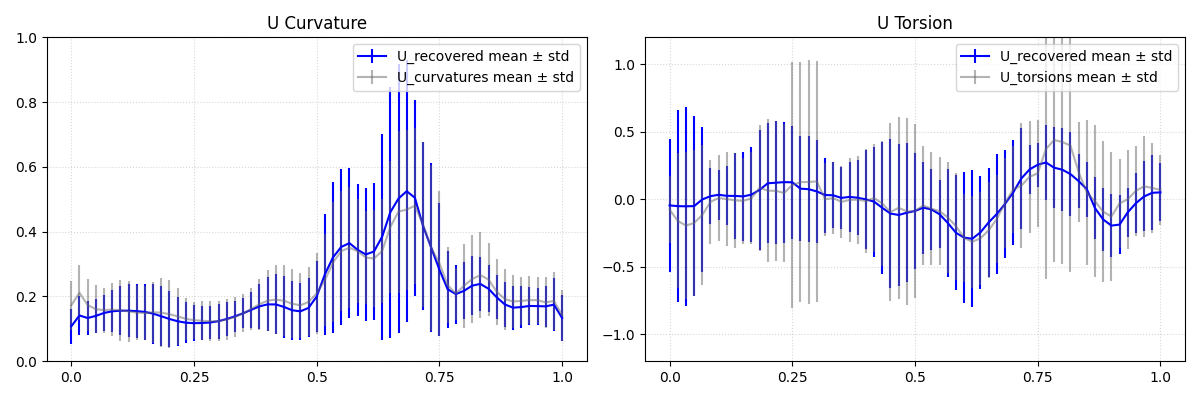 U Curvature
U_recovered mean ± std
U_curvatures mean ± std
1.0
0.8
0.6
0.4
0.2
0.0
0.0 0.25 0.5 0.75 1.0
U Torsion
U_recovered mean ± std
U_torsions mean ± std
1.0
0.5
0.0
−0.5
−1.0
0.0 0.25 0.5 0.75 1.0